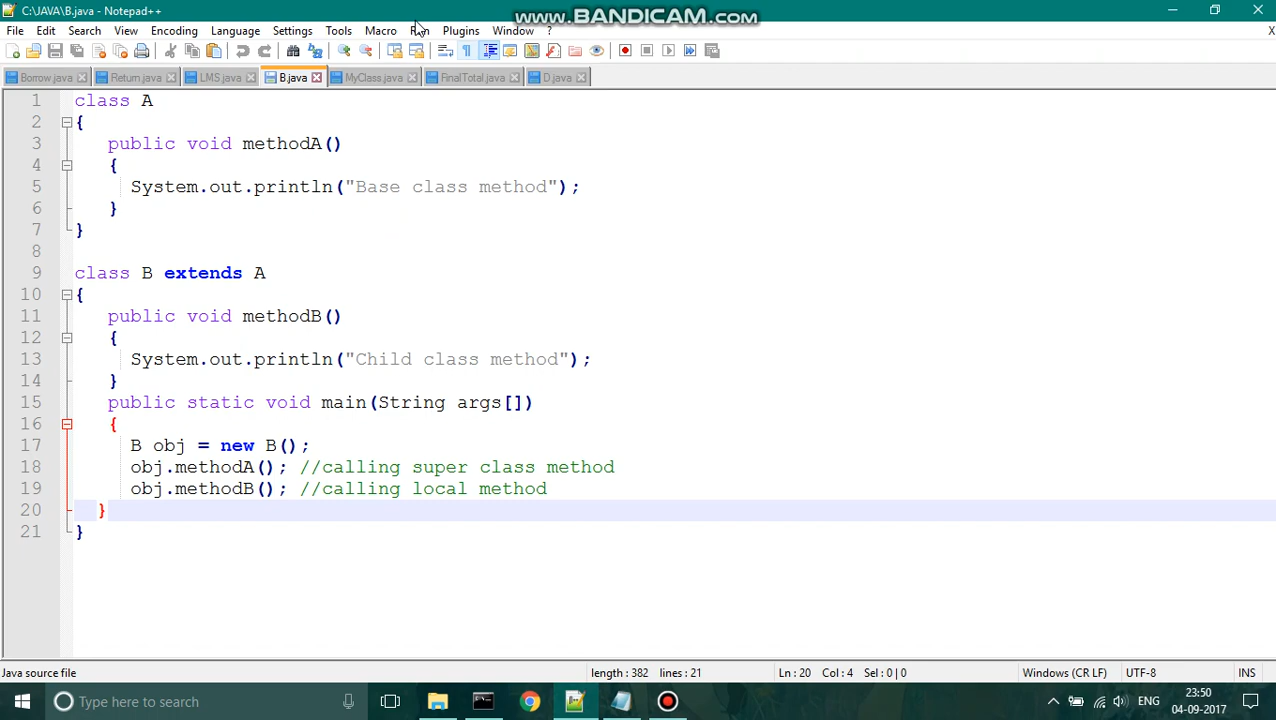 C:\JAVA\B.java - Notepad++
www.BANDICAM.com
File Edit Search View Encoding Language Settings Tools Macro Run Plugins Window ? X
Borrow.java Return.java LMS.java B.java MyClass.java FinalTotal.java D.java
1 class A
2 {
3 public void methodA()
4 {
5 System.out.println("Base class method");
6 }
7 }
8
9 class B extends A
10 {
11 public void methodB()
12 {
13 System.out.println("Child class method");
14 }
15 public static void main(String args[])
16 {
17 B obj = new B();
18 obj.methodA(); //calling super class method
19 obj.methodB(); //calling local method
20 }
21 }
Java source file length : 382 lines : 21 Ln : 20 Col : 4 Sel : 0 | 0 Windows (CR LF) UTF-8 INS
Type here to search ENG 23:50
04-09-2017